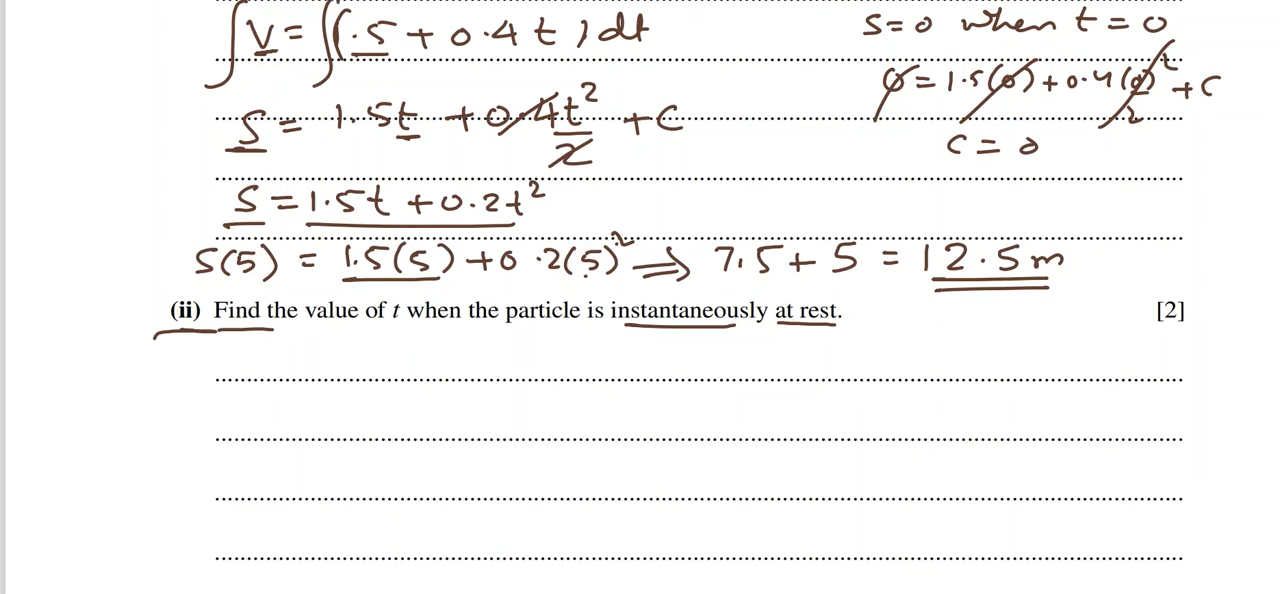 ∫V = ∫(1.5 + 0.4t)dt
S=0 when t=0
0 = 1.5(0) + 0.4(0)²/2 + C
S = 1.5t + 0.4t²/2 + C
C = 0
S = 1.5t + 0.2t²
S(5) = 1.5(5) + 0.2(5)² ⇒ 7.5 + 5 = 12.5m
(ii) Find the value of t when the particle is instantaneously at rest. [2]